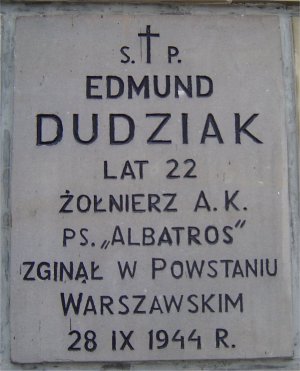 S. P.
EDMUND
DUDZIAK
LAT 22
ŻOŁNIERZ A.K.
PS. „ALBATROS"
ZGINĄŁ W POWSTANIU
WARSZAWSKIM
28 IX 1944 R.